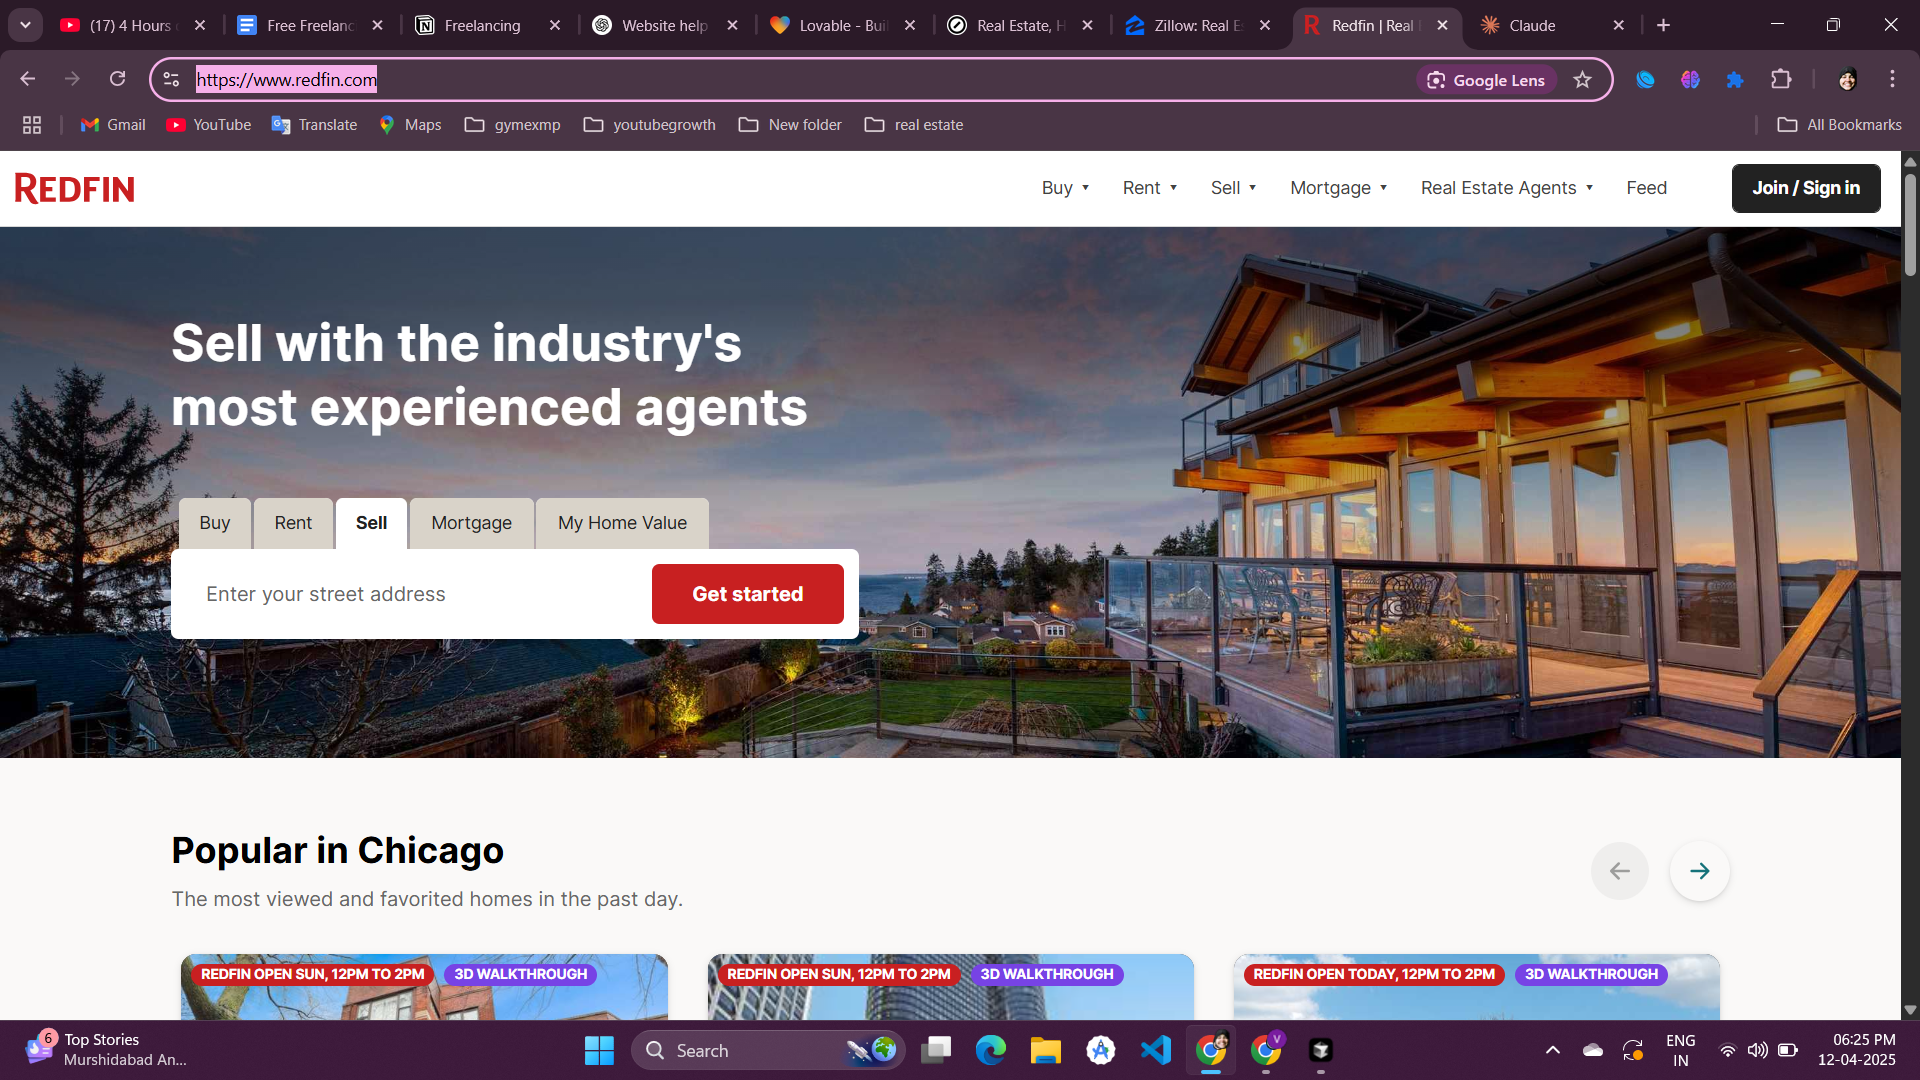 (17) 4 Hours
Free Freelanc
Freelancing
Website help
Lovable - Buil
Real Estate, H
Zillow: Real E
Redfin | Real
Claude
https://www.redfin.com
Google Lens
Gmail
YouTube
Translate
Maps
gymexmp
youtubegrowth
New folder
real estate
All Bookmarks
REDFIN
Buy
Rent
Sell
Mortgage
Real Estate Agents
Feed
Join / Sign in
Sell with the industry's
most experienced agents
Buy
Rent
Sell
Mortgage
My Home Value
Enter your street address
Get started
Popular in Chicago
The most viewed and favorited homes in the past day.
REDFIN OPEN SUN, 12PM TO 2PM
3D WALKTHROUGH
REDFIN OPEN SUN, 12PM TO 2PM
3D WALKTHROUGH
REDFIN OPEN TODAY, 12PM TO 2PM
3D WALKTHROUGH
6
Top Stories
Murshidabad An...
Search
V
ENG
IN
06:25 PM
12-04-2025